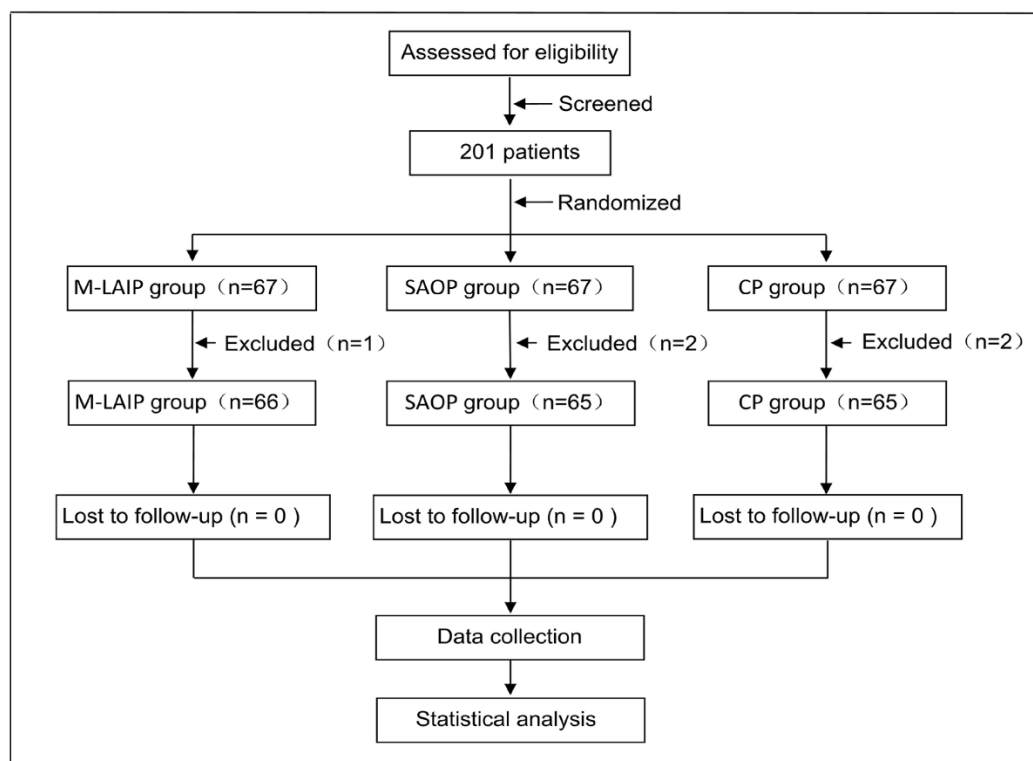 Assessed for eligibility
Screened
201 patients
Randomized
M-LAIP group（n=67）
SAOP group（n=67）
CP group（n=67）
Excluded（n=1）
Excluded（n=2）
Excluded（n=2）
M-LAIP group（n=66）
SAOP group（n=65）
CP group（n=65）
Lost to follow-up (n = 0 )
Lost to follow-up (n = 0 )
Lost to follow-up (n = 0 )
Data collection
Statistical analysis